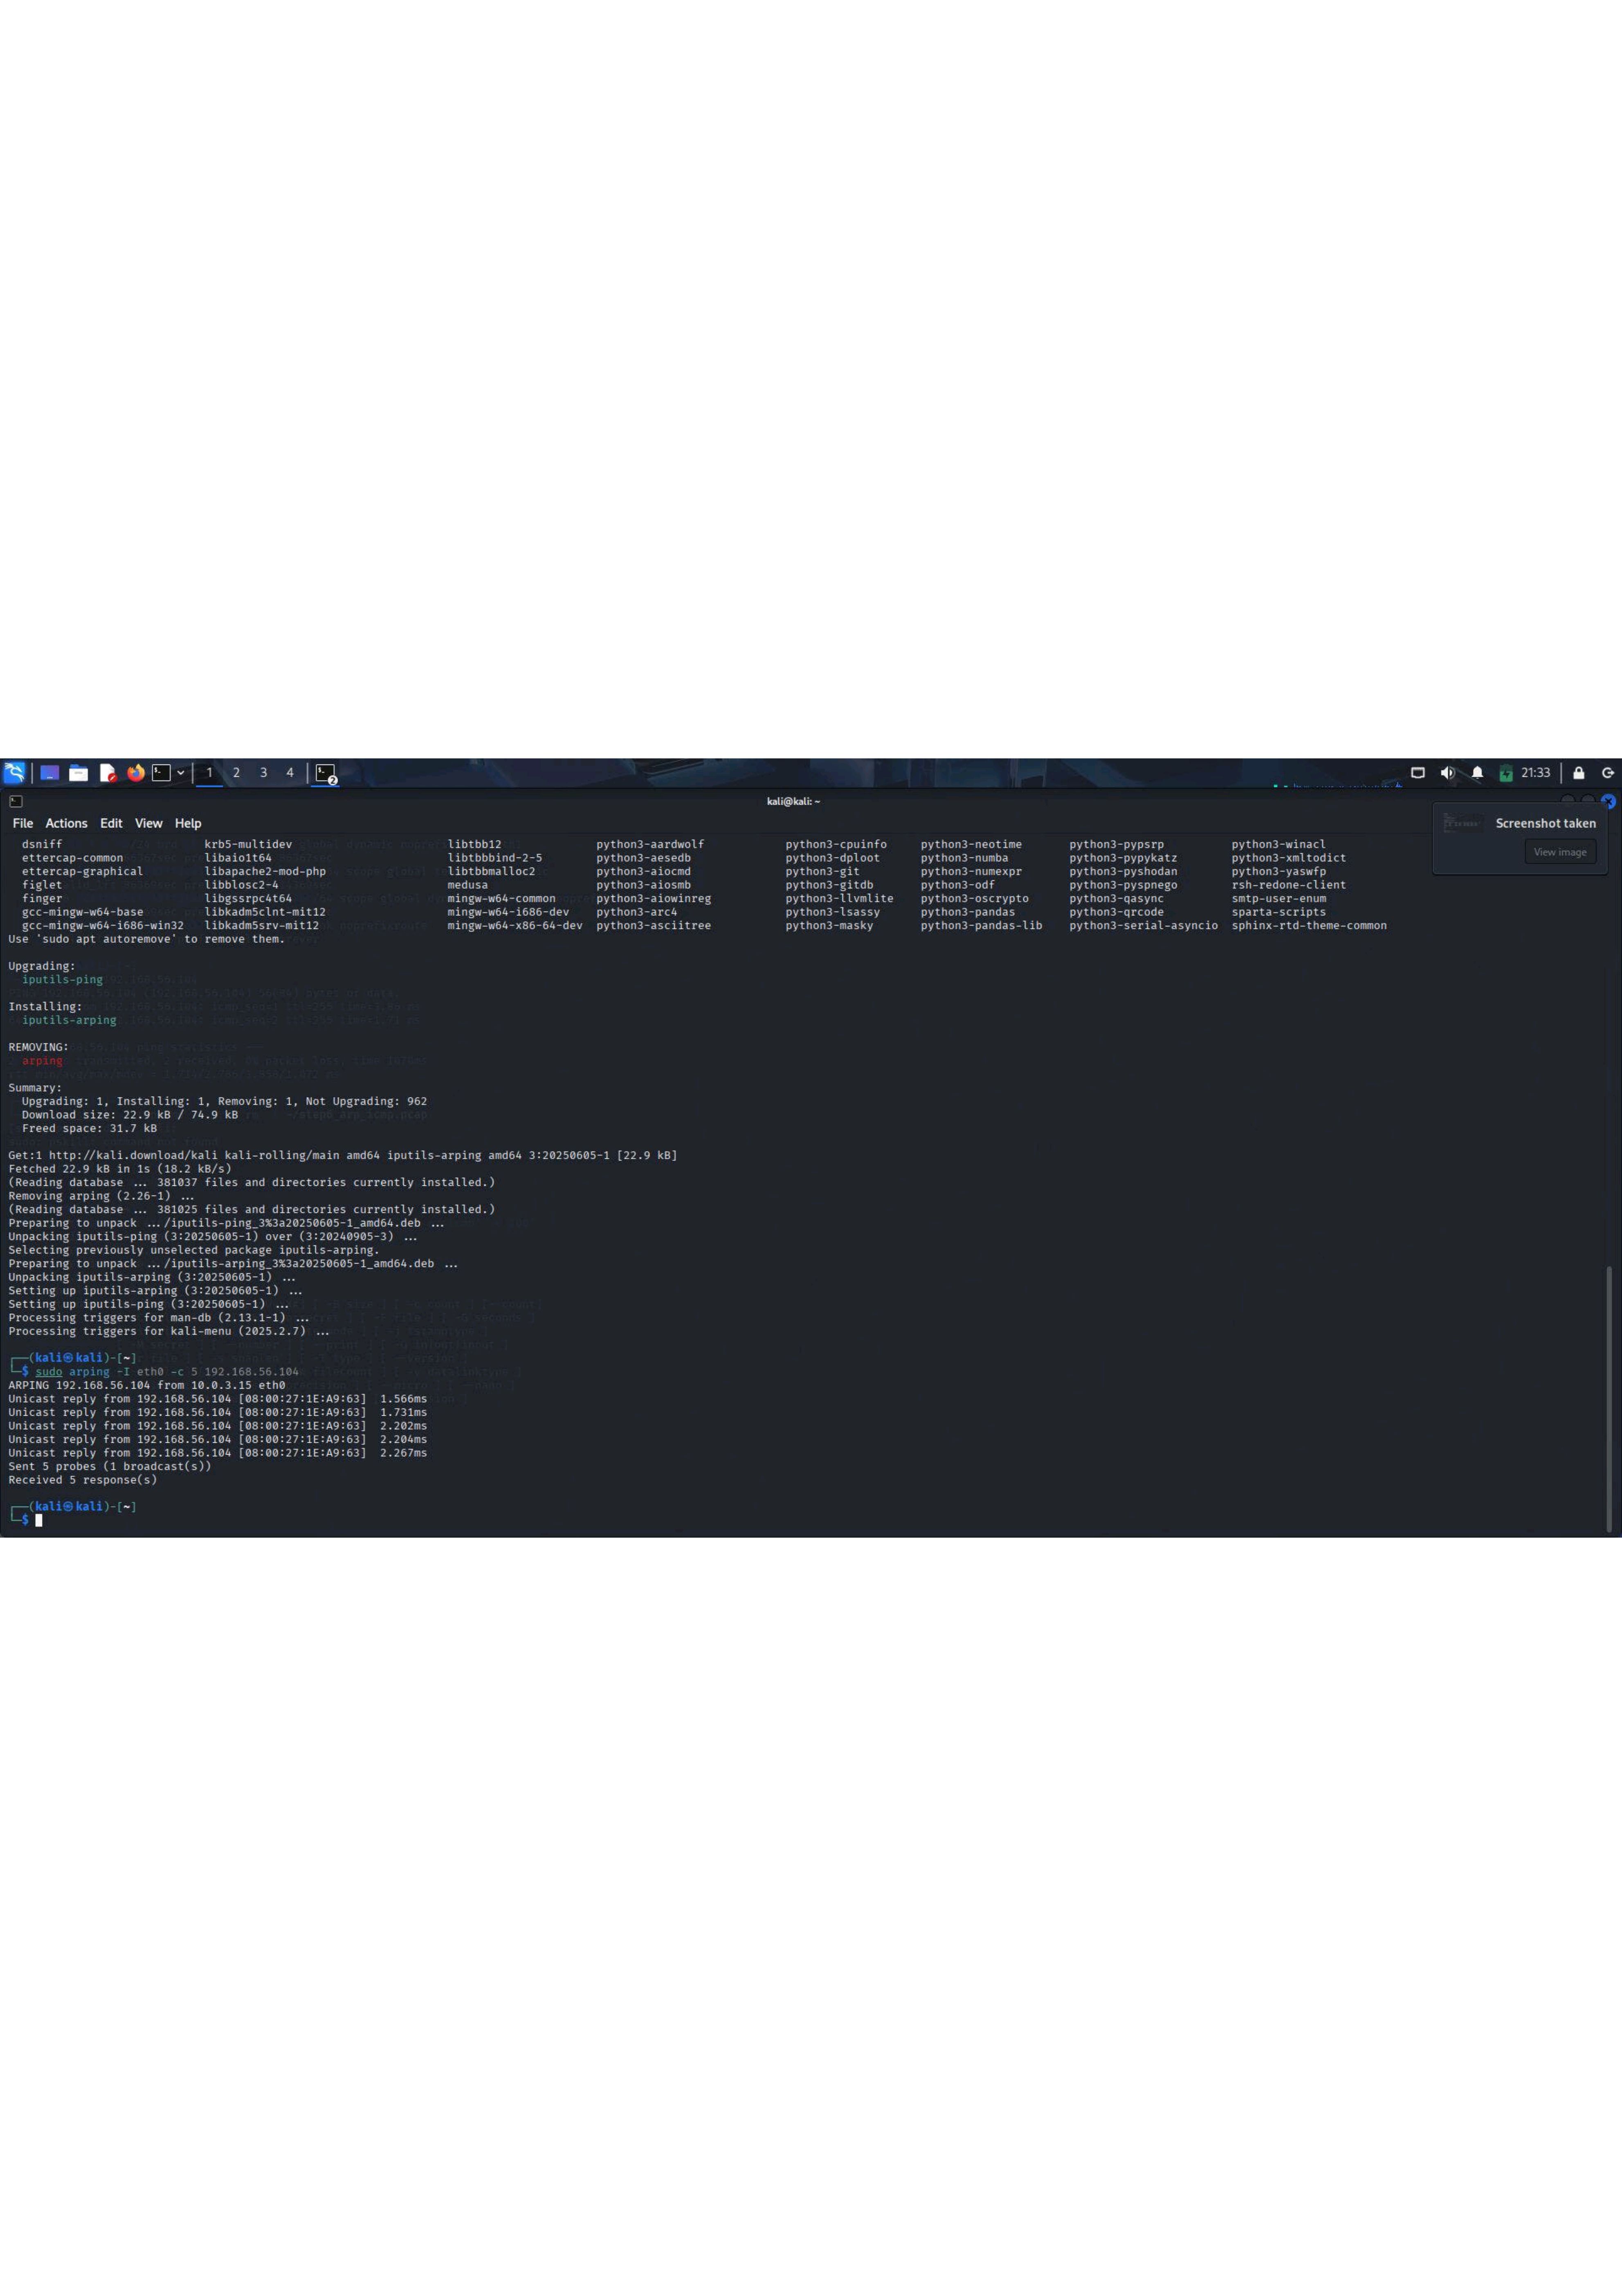 1 2 3 4 2 21:33
kali@kali: ~
File Actions Edit View Help
Screenshot taken
View image
dsniff krb5-multidev libtbb12 python3-aardwolf python3-cpuinfo python3-neotime python3-pypsrp python3-winacl
ettercap-common libaio1t64 libtbbbind-2-5 python3-aesedb python3-dploot python3-numba python3-pypykatz python3-xmltodict
ettercap-graphical libapache2-mod-php libtbbmalloc2 python3-aiocmd python3-git python3-numexpr python3-pyshodan python3-yaswfp
figlet libblosc2-4 medusa python3-aiosmb python3-gitdb python3-odf python3-pyspnego rsh-redone-client
finger libgssrpc4t64 mingw-w64-common python3-aiowinreg python3-llvmlite python3-oscrypto python3-qasync smtp-user-enum
gcc-mingw-w64-base libkadm5clnt-mit12 mingw-w64-i686-dev python3-arc4 python3-lsassy python3-pandas python3-qrcode sparta-scripts
gcc-mingw-w64-i686-win32 libkadm5srv-mit12 mingw-w64-x86-64-dev python3-asciitree python3-masky python3-pandas-lib python3-serial-asyncio sphinx-rtd-theme-common
Use 'sudo apt autoremove' to remove them.
Upgrading:
iputils-ping
Installing:
iputils-arping
REMOVING:
arping
Summary:
Upgrading: 1, Installing: 1, Removing: 1, Not Upgrading: 962
Download size: 22.9 kB / 74.9 kB
Freed space: 31.7 kB
Get:1 http://kali.download/kali kali-rolling/main amd64 iputils-arping amd64 3:20250605-1 [22.9 kB]
Fetched 22.9 kB in 1s (18.2 kB/s)
(Reading database ... 381037 files and directories currently installed.)
Removing arping (2.26-1) ...
(Reading database ... 381025 files and directories currently installed.)
Preparing to unpack .../iputils-ping_3%3a20250605-1_amd64.deb ...
Unpacking iputils-ping (3:20250605-1) over (3:20240905-3) ...
Selecting previously unselected package iputils-arping.
Preparing to unpack .../iputils-arping_3%3a20250605-1_amd64.deb ...
Unpacking iputils-arping (3:20250605-1) ...
Setting up iputils-arping (3:20250605-1) ...
Setting up iputils-ping (3:20250605-1) ...
Processing triggers for man-db (2.13.1-1) ...
Processing triggers for kali-menu (2025.2.7) ...
┌──(kali㉿kali)-[~]
└─$ sudo arping -I eth0 -c 5 192.168.56.104
ARPING 192.168.56.104 from 10.0.3.15 eth0
Unicast reply from 192.168.56.104 [08:00:27:1E:A9:63] 1.566ms
Unicast reply from 192.168.56.104 [08:00:27:1E:A9:63] 1.731ms
Unicast reply from 192.168.56.104 [08:00:27:1E:A9:63] 2.202ms
Unicast reply from 192.168.56.104 [08:00:27:1E:A9:63] 2.204ms
Unicast reply from 192.168.56.104 [08:00:27:1E:A9:63] 2.267ms
Sent 5 probes (1 broadcast(s))
Received 5 response(s)
┌──(kali㉿kali)-[~]
└─$